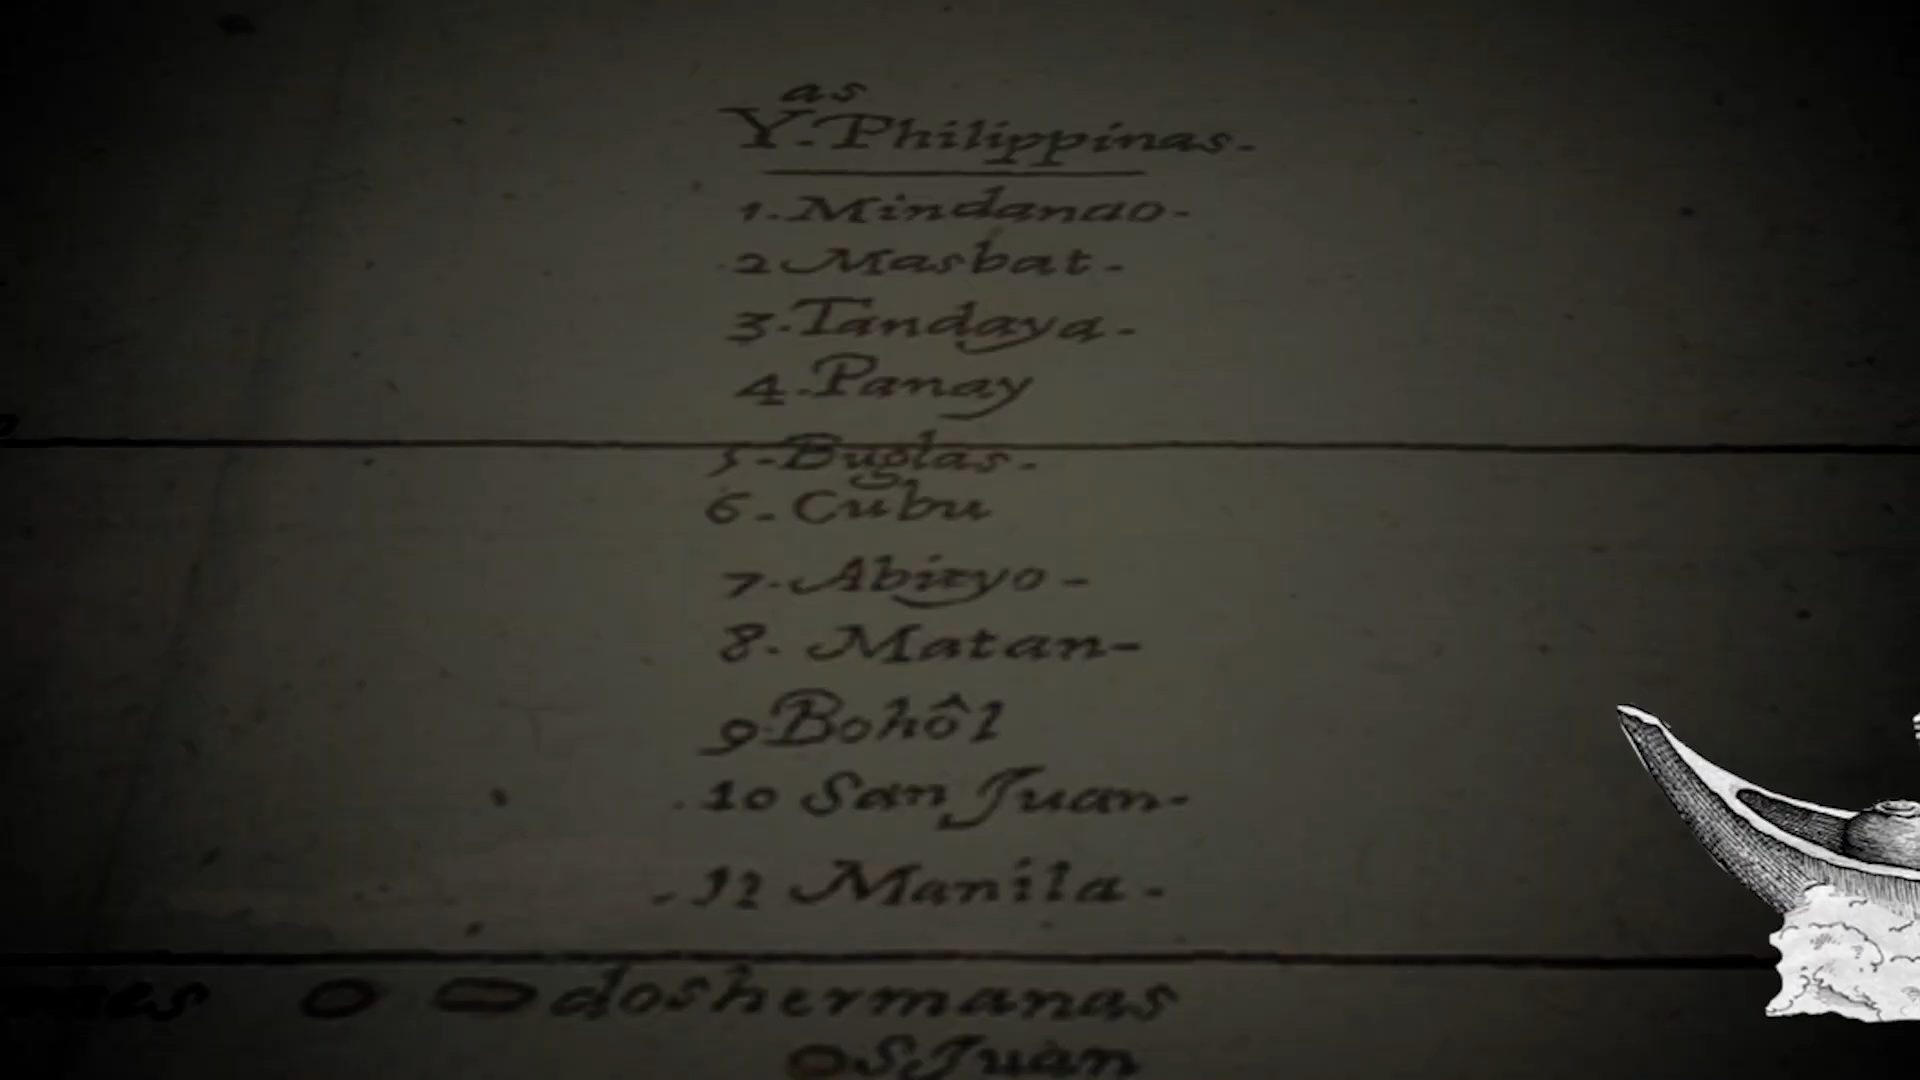 as
Y. Philippinas.
1. Mindanao.
2 Masbat.
3. Tandaya.
4. Panay
5. Buglas.
6. Cubu
7. Abityo -
8. Matan-
9 Bohôl
10 San Juan-
12 Manila-
doshermanas
S. Juan